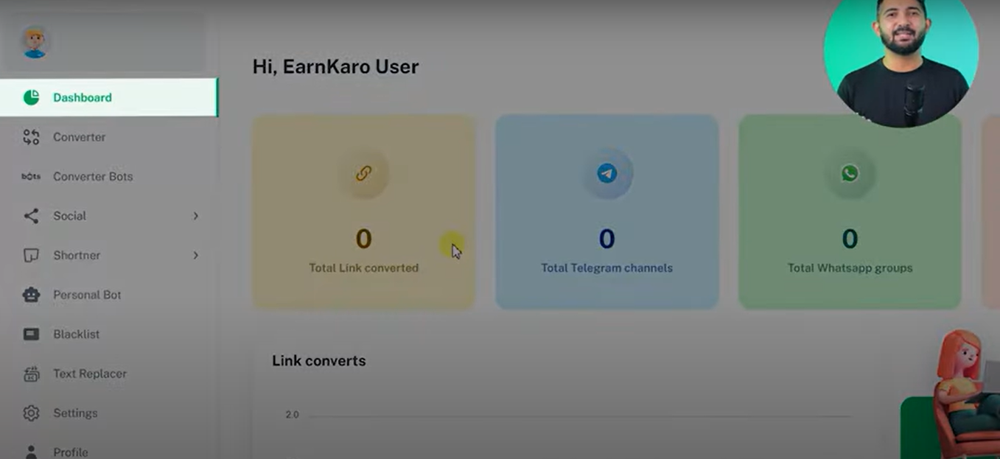 Hi, EarnKaro User
Dashboard
Converter
bots Converter Bots
Social
Shortner
Personal Bot
Blacklist
Text Replacer
Settings
Profile
0
Total Link converted
0
Total Telegram channels
0
Total Whatsapp groups
Link converts
2.0